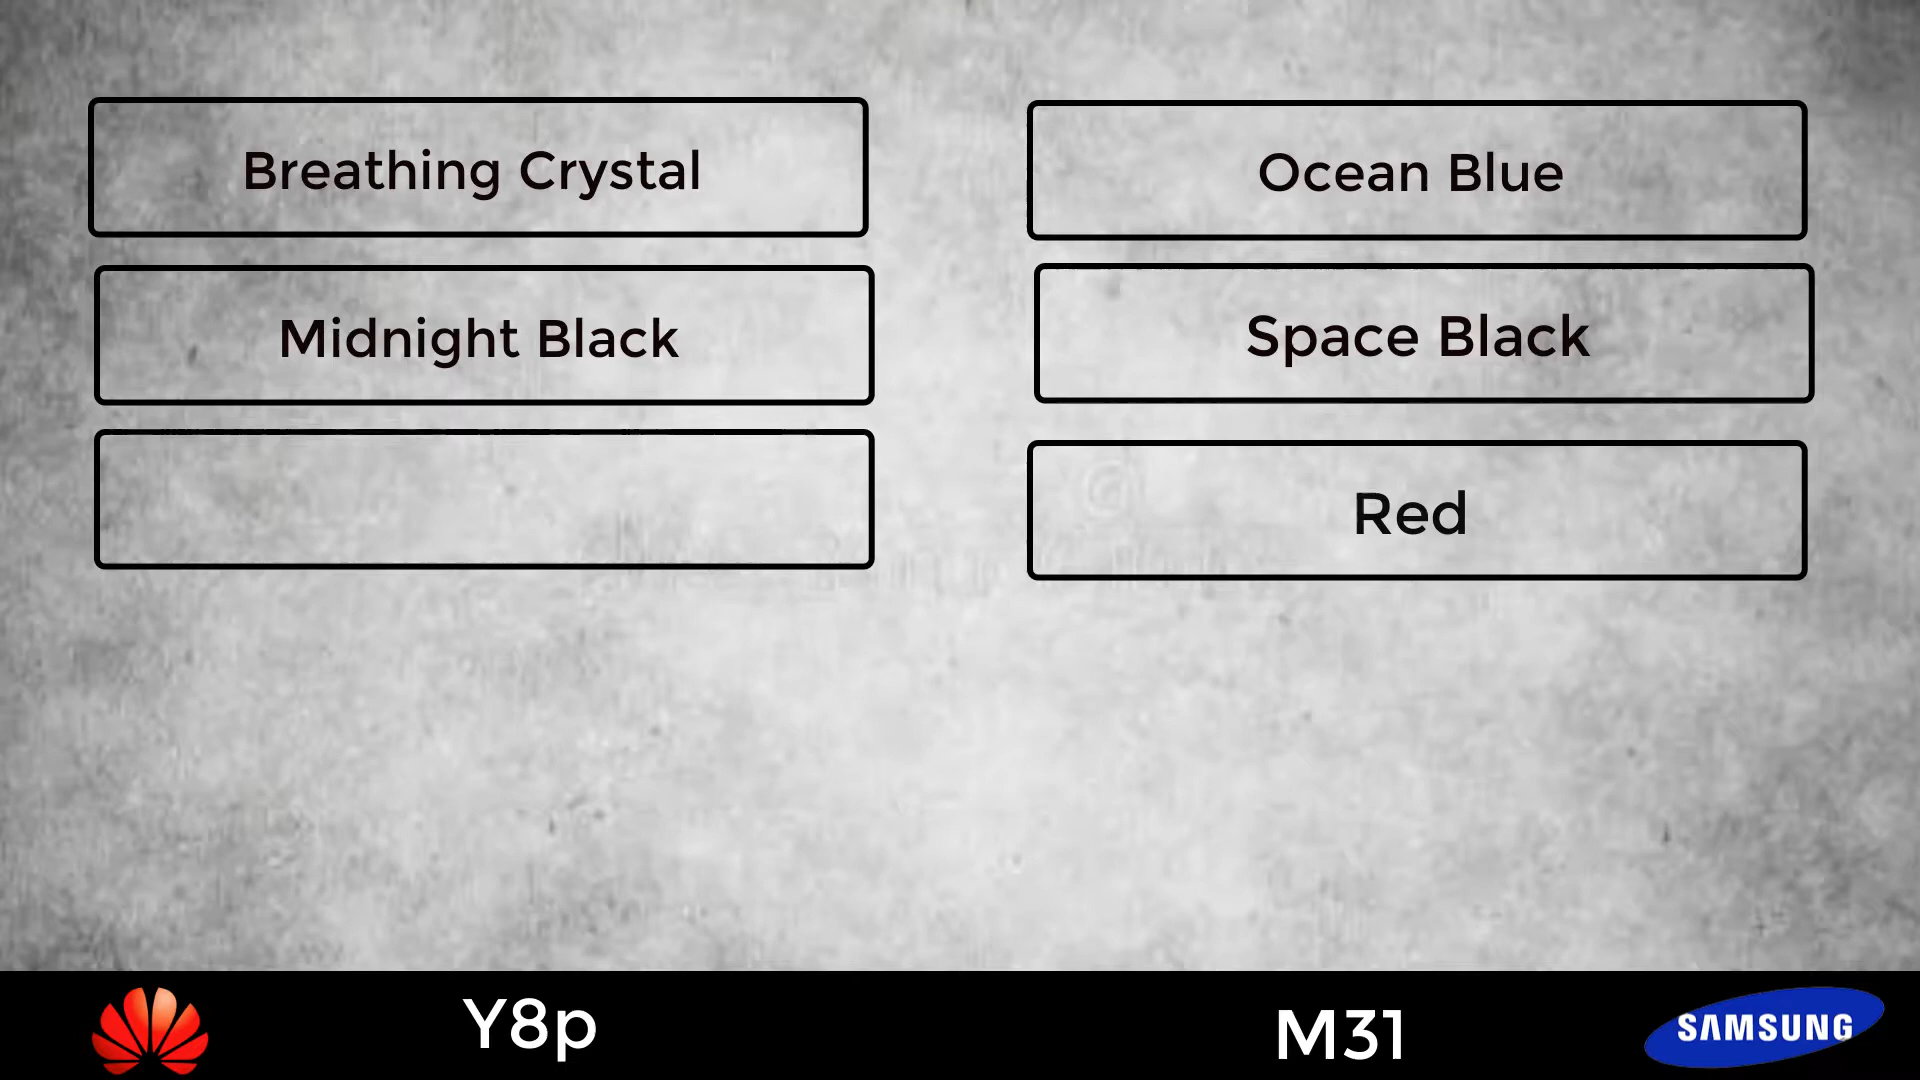 Breathing Crystal
Ocean Blue
Midnight Black
Space Black
Red
Y8p
M31
SAMSUNG